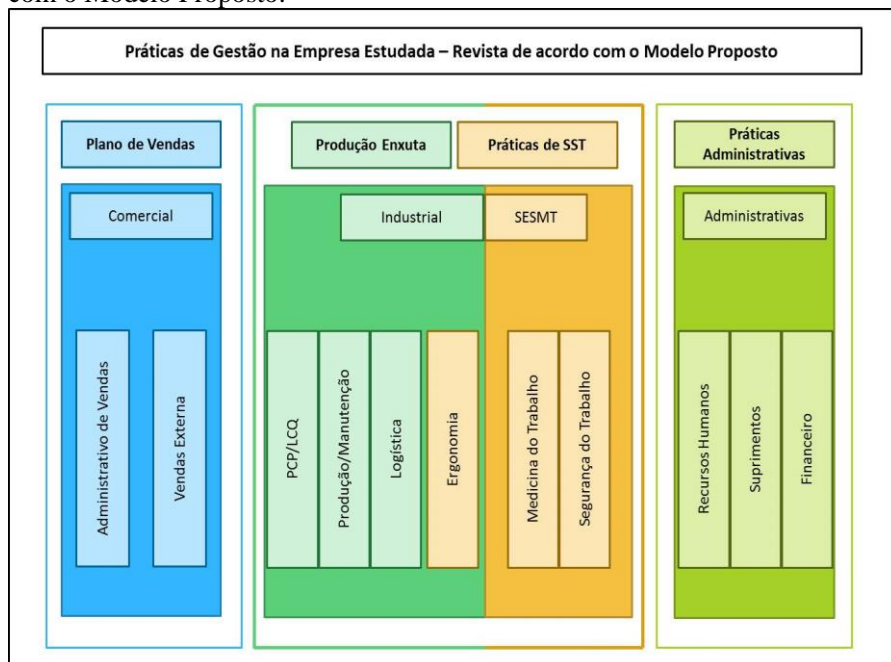 com o Modelo Proposto.
Práticas de Gestão na Empresa Estudada – Revista de acordo com o Modelo Proposto
Plano de Vendas
Comercial
Administrativo de Vendas
Vendas Externa
Produção Enxuta
Práticas de SST
Industrial
SESMT
PCP/LCQ
Produção/Manutenção
Logística
Ergonomia
Medicina do Trabalho
Segurança do Trabalho
Práticas
Administrativas
Administrativas
Recursos Humanos
Suprimentos
Financeiro